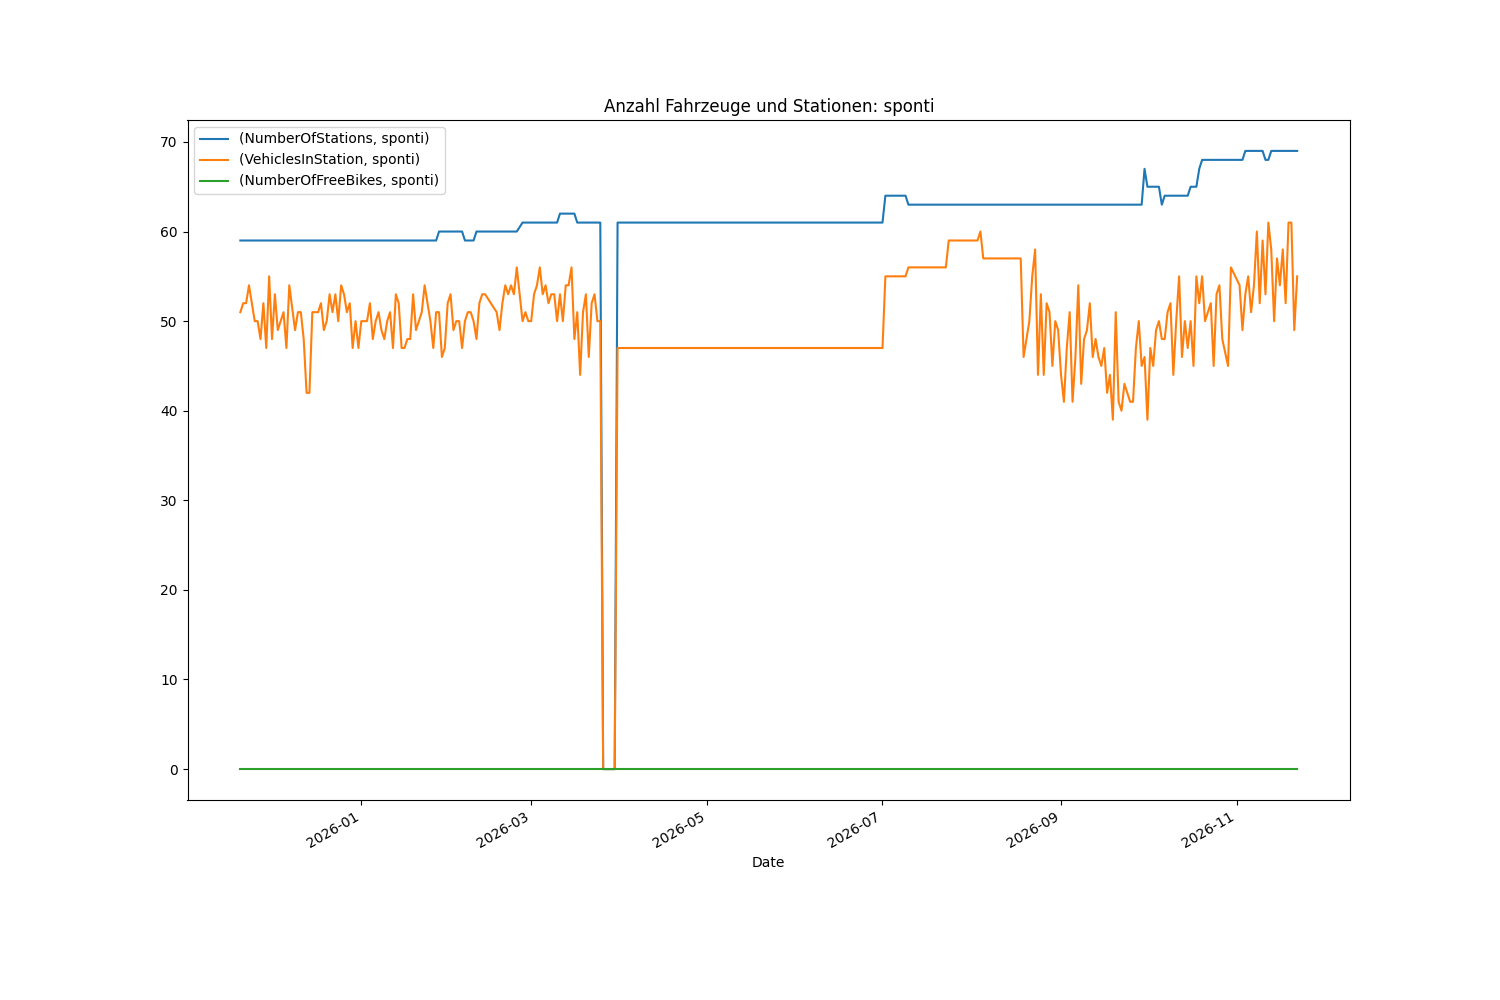 Anzahl Fahrzeuge und Stationen: sponti
(NumberOfStations, sponti)
(VehiclesInStation, sponti)
(NumberOfFreeBikes, sponti)
70
60
50
40
30
20
10
0
2026-01
2026-03
2026-05
2026-07
2026-09
2026-11
Date